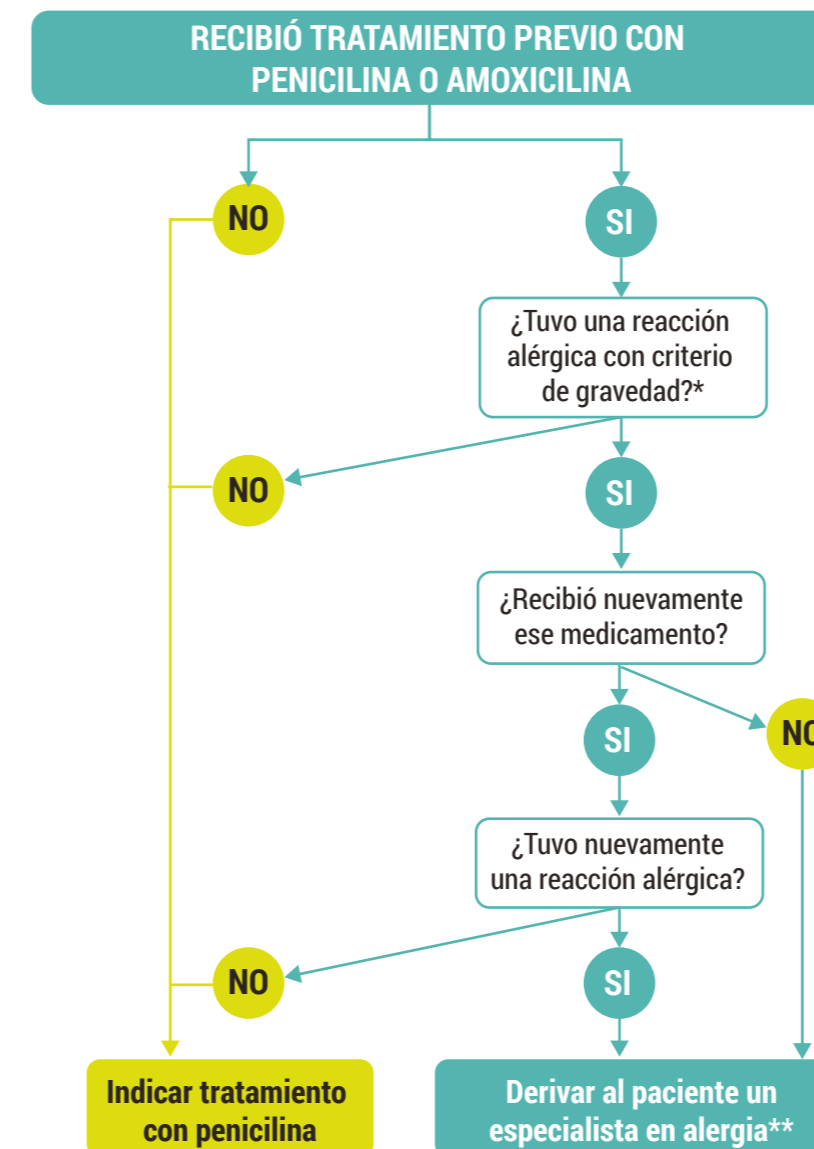 RECIBIÓ TRATAMIENTO PREVIO CON
PENICILINA O AMOXICILINA
NO
SI
¿Tuvo una reacción
alérgica con criterio
de gravedad?*
NO
SI
¿Recibió nuevamente
ese medicamento?
SI
NO
¿Tuvo nuevamente
una reacción alérgica?
NO
SI
Indicar tratamiento
con penicilina
Derivar al paciente un
especialista en alergia**